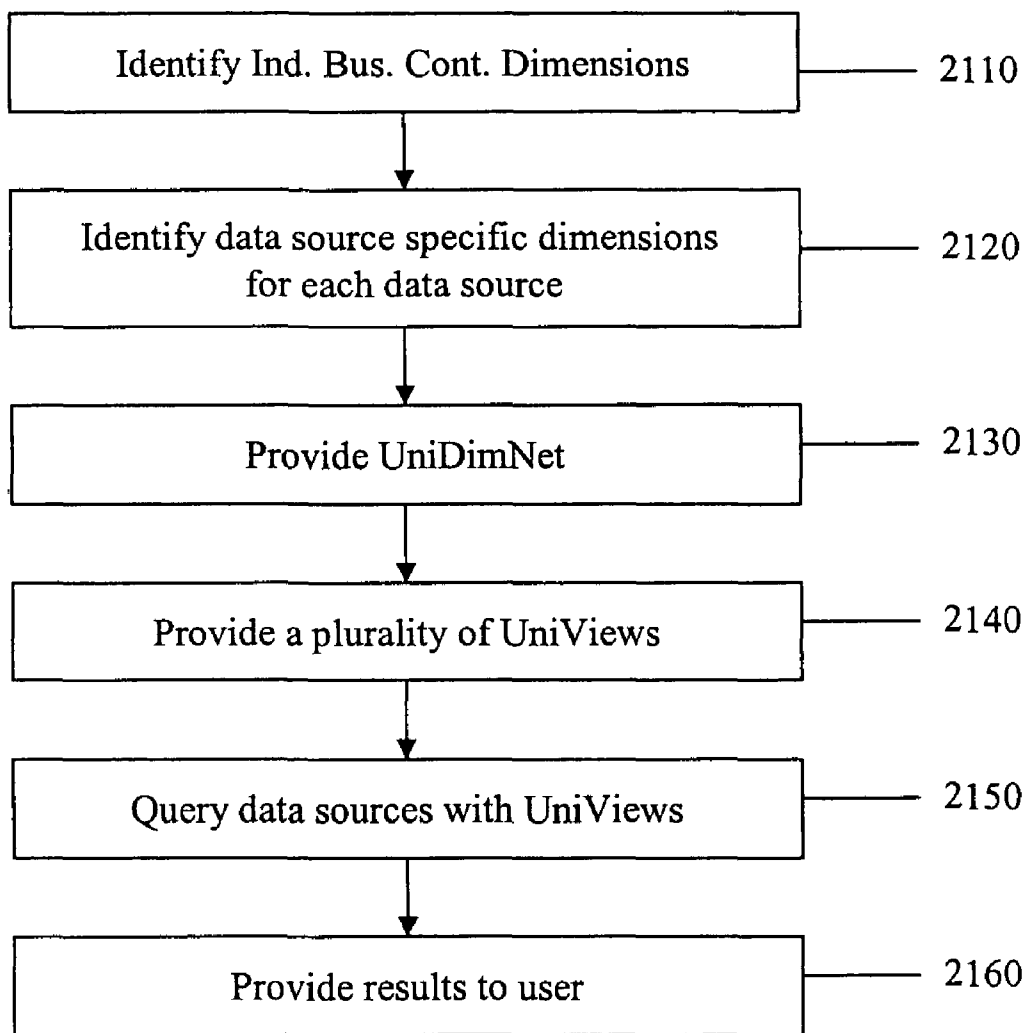 Identify Ind. Bus. Cont. Dimensions
2110
Identify data source specific dimensions
for each data source
2120
Provide UniDimNet
2130
Provide a plurality of UniViews
2140
Query data sources with UniViews
2150
Provide results to user
2160